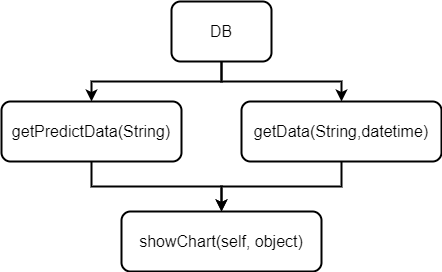 DB
getPredictData(String)
getData(String,datetime)
showChart(self, object)